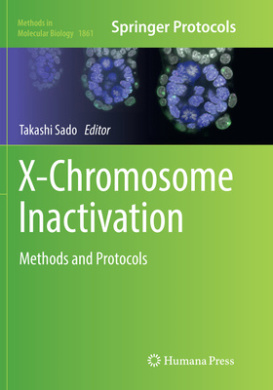 Methods in
Molecular Biology 1861
Springer Protocols
Takashi Sado Editor
X-Chromosome
Inactivation
Methods and Protocols
Humana Press